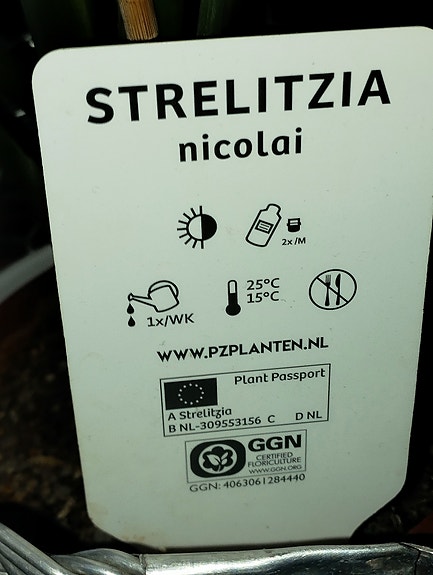 STRELITZIA
nicolai
2x/M
25°C
15°C
1x/WK
WWW.PZPLANTEN.NL
Plant Passport
A Strelitzia
B NL-309553156 C D NL
GGN
CERTIFIED
FLORICULTURE
WWW.GGN.ORG
GGN: 4063061284440